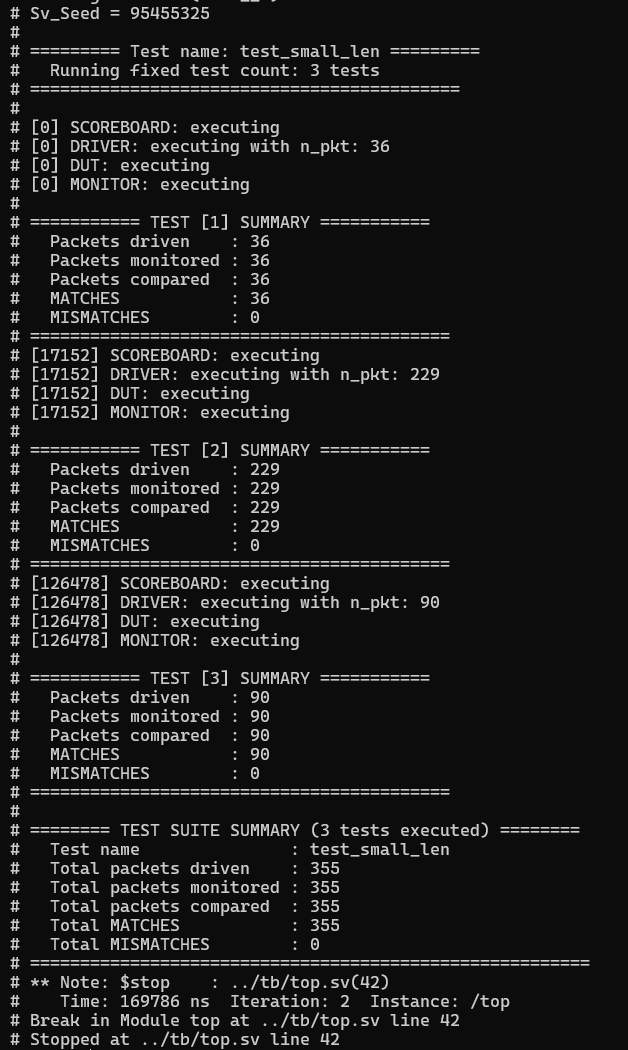 # Sv_Seed = 95455325
#
# ========= Test name: test_small_len =========
#   Running fixed test count: 3 tests
# ===========================================
#
# [0] SCOREBOARD: executing
# [0] DRIVER: executing with n_pkt: 36
# [0] DUT: executing
# [0] MONITOR: executing
#
# =========== TEST [1] SUMMARY ===========
#   Packets driven    : 36
#   Packets monitored : 36
#   Packets compared  : 36
#   MATCHES           : 36
#   MISMATCHES        : 0
# ==========================================
# [17152] SCOREBOARD: executing
# [17152] DRIVER: executing with n_pkt: 229
# [17152] DUT: executing
# [17152] MONITOR: executing
#
# =========== TEST [2] SUMMARY ===========
#   Packets driven    : 229
#   Packets monitored : 229
#   Packets compared  : 229
#   MATCHES           : 229
#   MISMATCHES        : 0
# ==========================================
# [126478] SCOREBOARD: executing
# [126478] DRIVER: executing with n_pkt: 90
# [126478] DUT: executing
# [126478] MONITOR: executing
#
# =========== TEST [3] SUMMARY ===========
#   Packets driven    : 90
#   Packets monitored : 90
#   Packets compared  : 90
#   MATCHES           : 90
#   MISMATCHES        : 0
# ==========================================
#
# ======== TEST SUITE SUMMARY (3 tests executed) ========
#   Test name               : test_small_len
#   Total packets driven    : 355
#   Total packets monitored : 355
#   Total packets compared  : 355
#   Total MATCHES           : 355
#   Total MISMATCHES        : 0
# ========================================================
# ** Note: $stop    : ../tb/top.sv(42)
#    Time: 169786 ns  Iteration: 2  Instance: /top
# Break in Module top at ../tb/top.sv line 42
# Stopped at ../tb/top.sv line 42